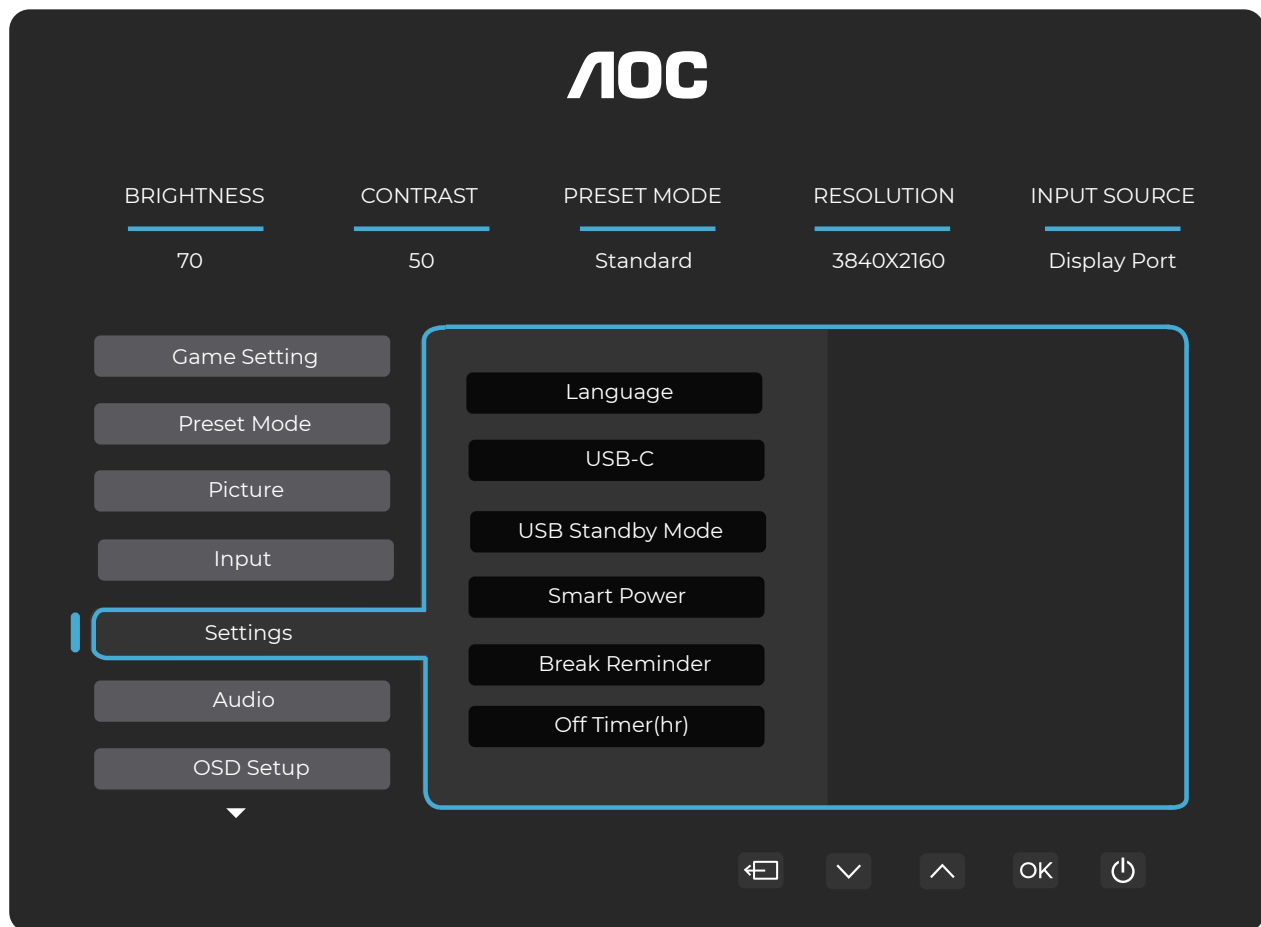 AOC
BRIGHTNESS CONTRAST PRESET MODE RESOLUTION INPUT SOURCE
70 50 Standard 3840X2160 Display Port
Game Setting
Preset Mode
Picture
Input
Settings
Audio
OSD Setup
Language
USB-C
USB Standby Mode
Smart Power
Break Reminder
Off Timer(hr)
OK